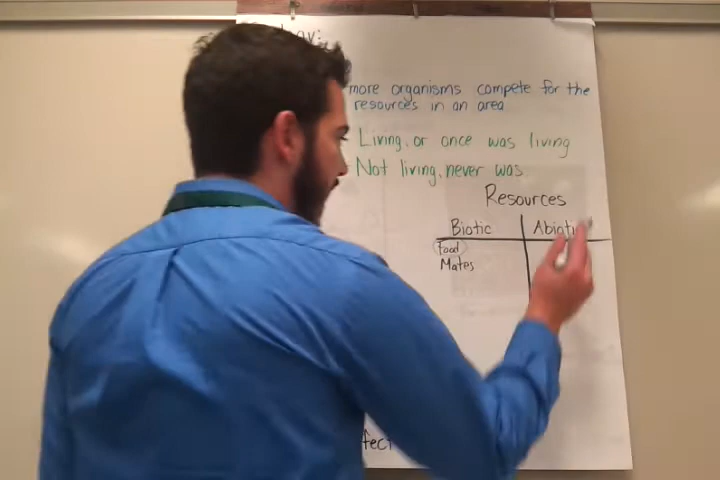 more organisms compete for the
resources in an area
Living, or once was living
Not living, never was
Resources
Biotic Abiotic
Food
Mates